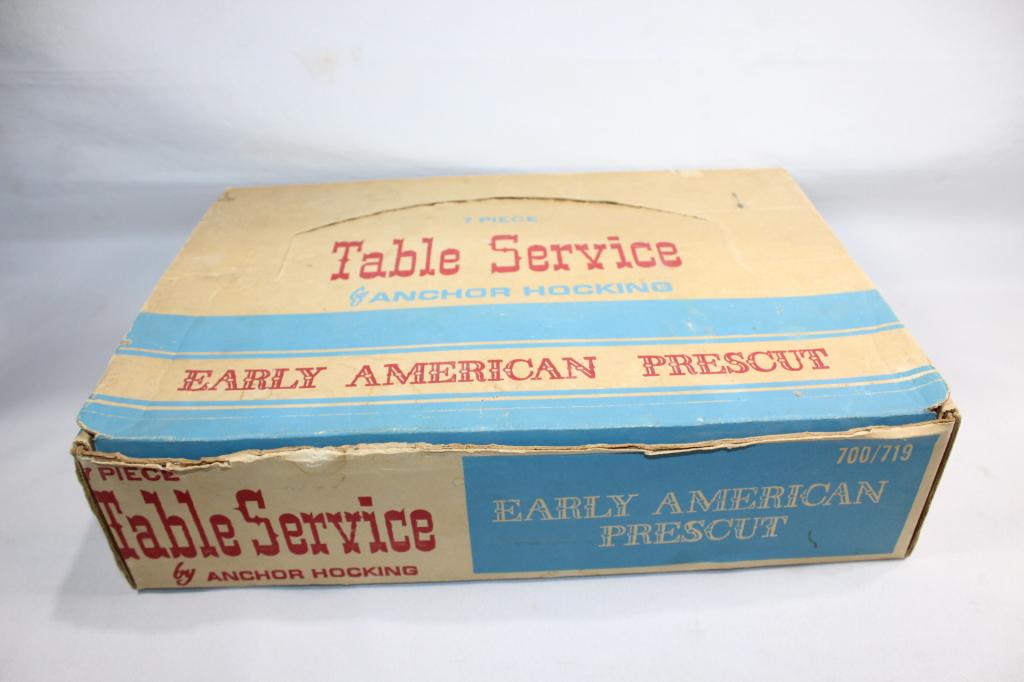 7 PIECE
Table Service
by ANCHOR HOCKING
EARLY AMERICAN PRESCUT
7 PIECE
Table Service
by ANCHOR HOCKING
700/719
EARLY AMERICAN
PRESCUT